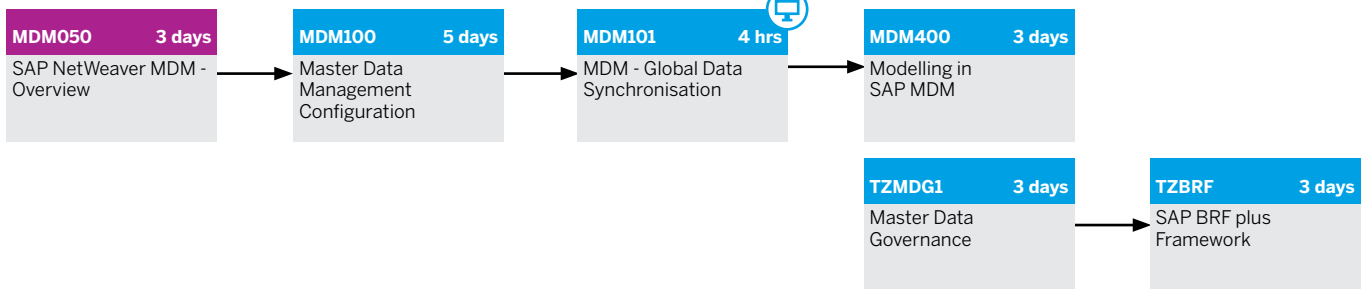 MDM050 3 days
SAP NetWeaver MDM -
Overview
MDM100 5 days
Master Data
Management
Configuration
MDM101 4 hrs
MDM - Global Data
Synchronisation
MDM400 3 days
Modelling in
SAP MDM
TZMDG1 3 days
Master Data
Governance
TZBRF 3 days
SAP BRF plus
Framework